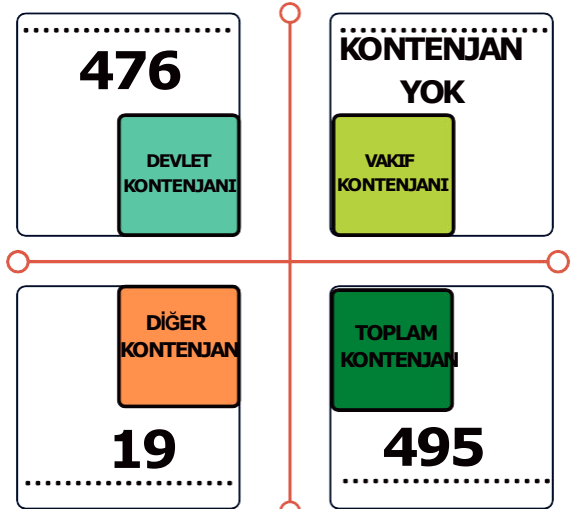 476
DEVLET
KONTENJANI
KONTENJAN
YOK
VAKIF
KONTENJANI
DİĞER
KONTENJAN
19
TOPLAM
KONTENJAN
495